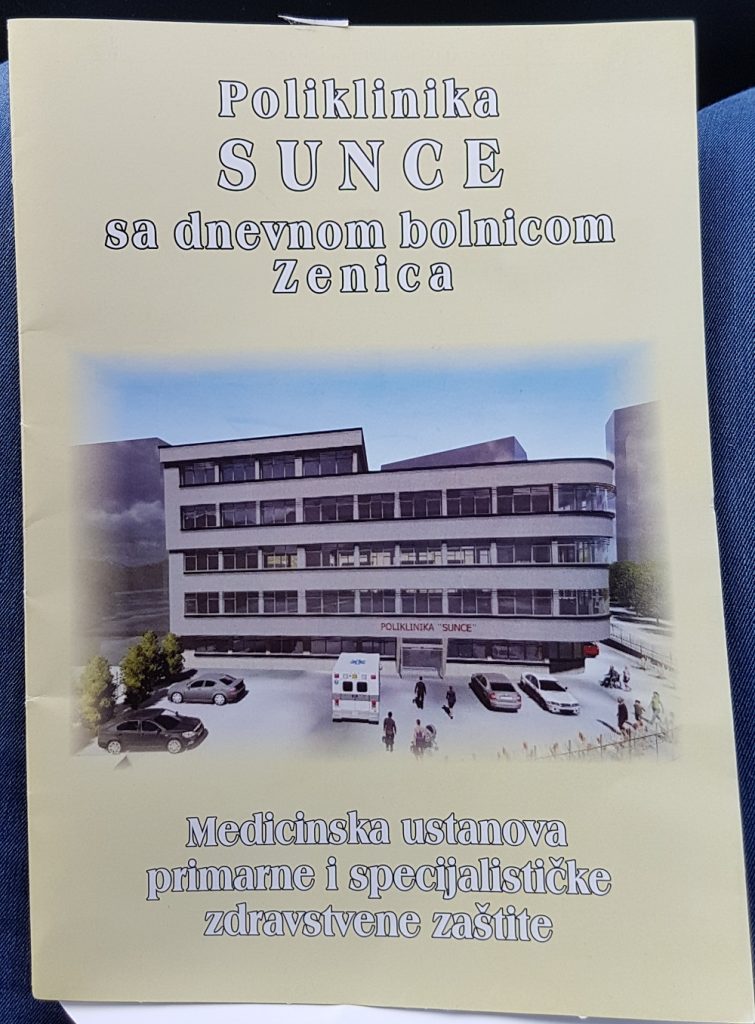 Poliklinika
SUNCE
sa dnevnom bolnicom
Zenica
POLIKLINIKA "SUNCE"
Medicinska ustanova
primarne i specijalističke
zdravstvene zaštite